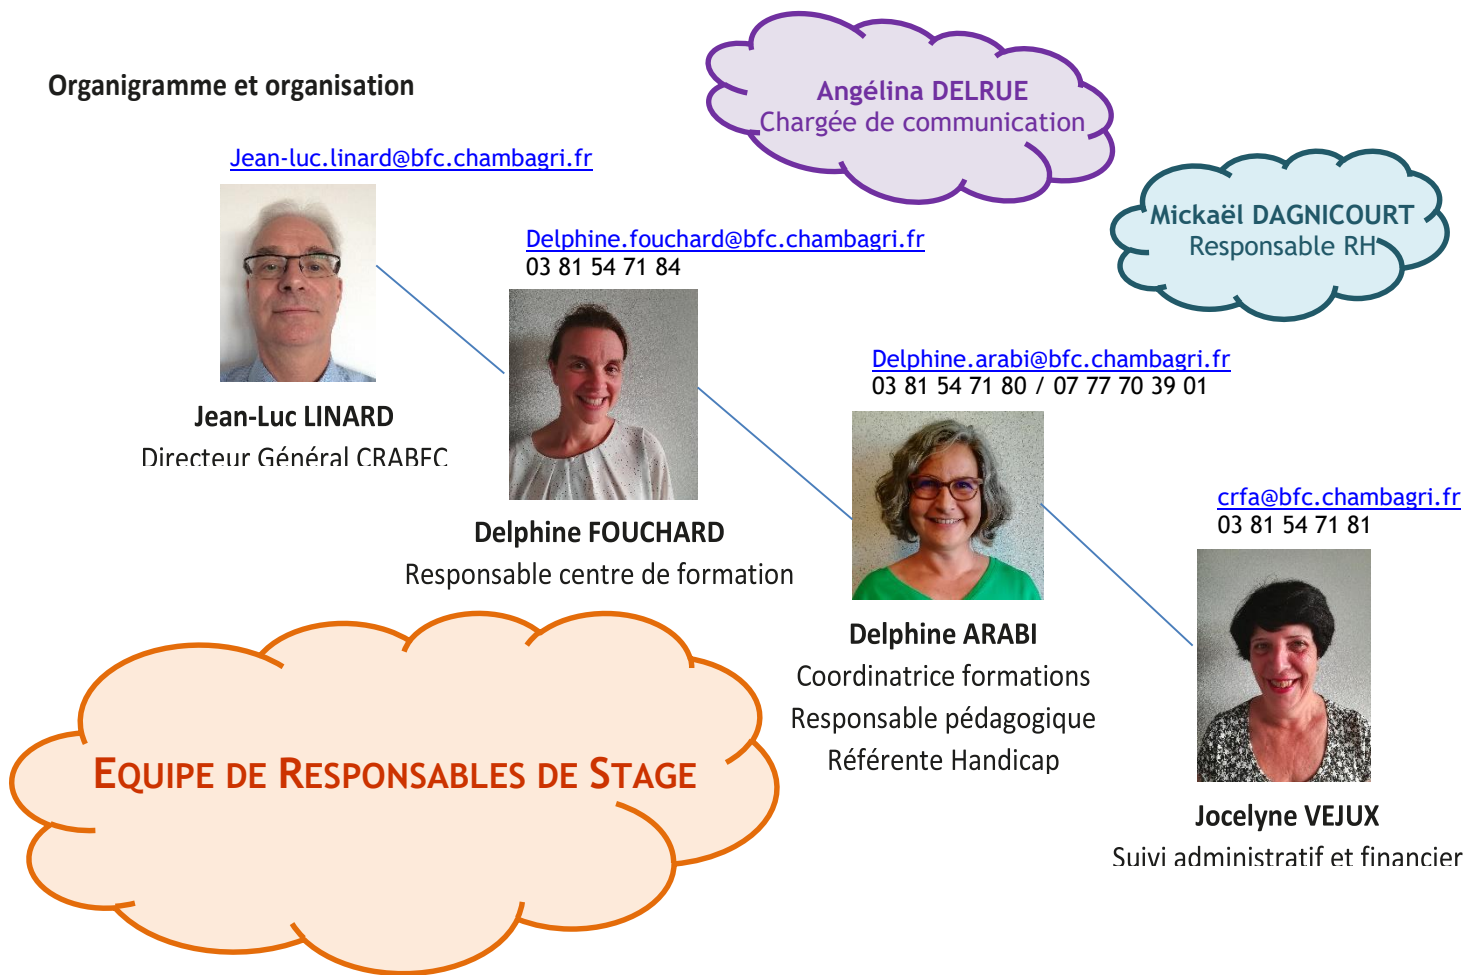 Organigramme et organisation
Angélina DELRUE
Chargée de communication
Jean-luc.linard@bfc.chambagri.fr
Mickaël DAGNICOURT
Responsable RH
Delphine.fouchard@bfc.chambagri.fr
03 81 54 71 84
Delphine.arabi@bfc.chambagri.fr
03 81 54 71 80 / 07 77 70 39 01
Jean-Luc LINARD
Directeur Général CRABFC
crfa@bfc.chambagri.fr
03 81 54 71 81
Delphine FOUCHARD
Responsable centre de formation
Delphine ARABI
Coordinatrice formations
Responsable pédagogique
Référente Handicap
EQUIPE DE RESPONSABLES DE STAGE
Jocelyne VEJUX
Suivi administratif et financier